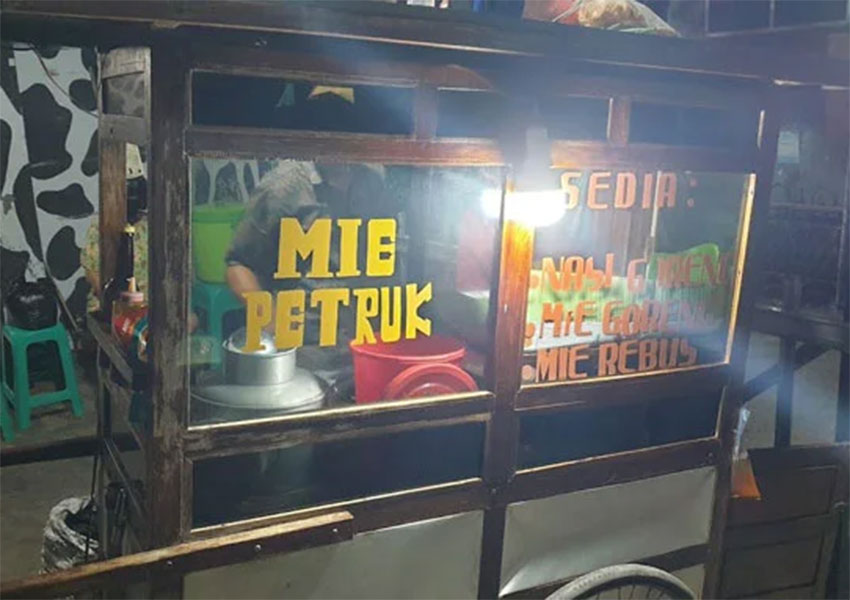 MIE
PETRUK
SEDIA :
• NASI GORENG
• MIE GORENG
• MIE REBUS